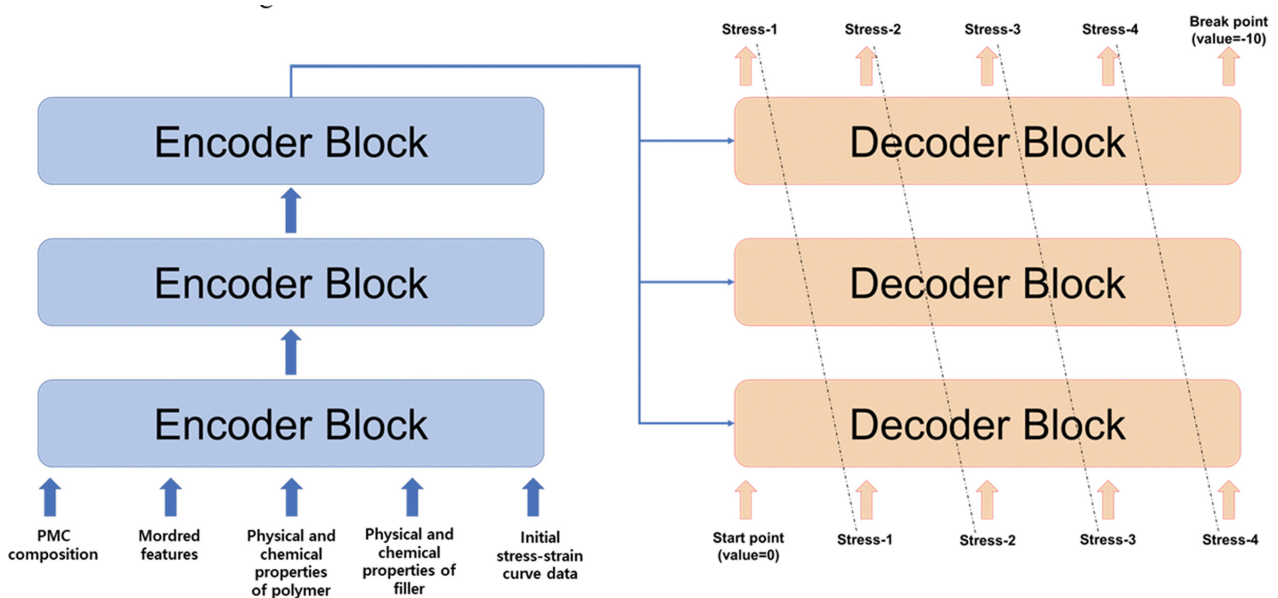 Stress-1
Stress-2
Stress-3
Stress-4
Break point
(value=-10)
Encoder Block
Encoder Block
Encoder Block
Decoder Block
Decoder Block
Decoder Block
PMC
composition
Mordred
features
Physical and
chemical
properties
of polymer
Physical and
chemical
properties of
filler
Initial
stress-strain
curve data
Start point
(value=0)
Stress-1
Stress-2
Stress-3
Stress-4